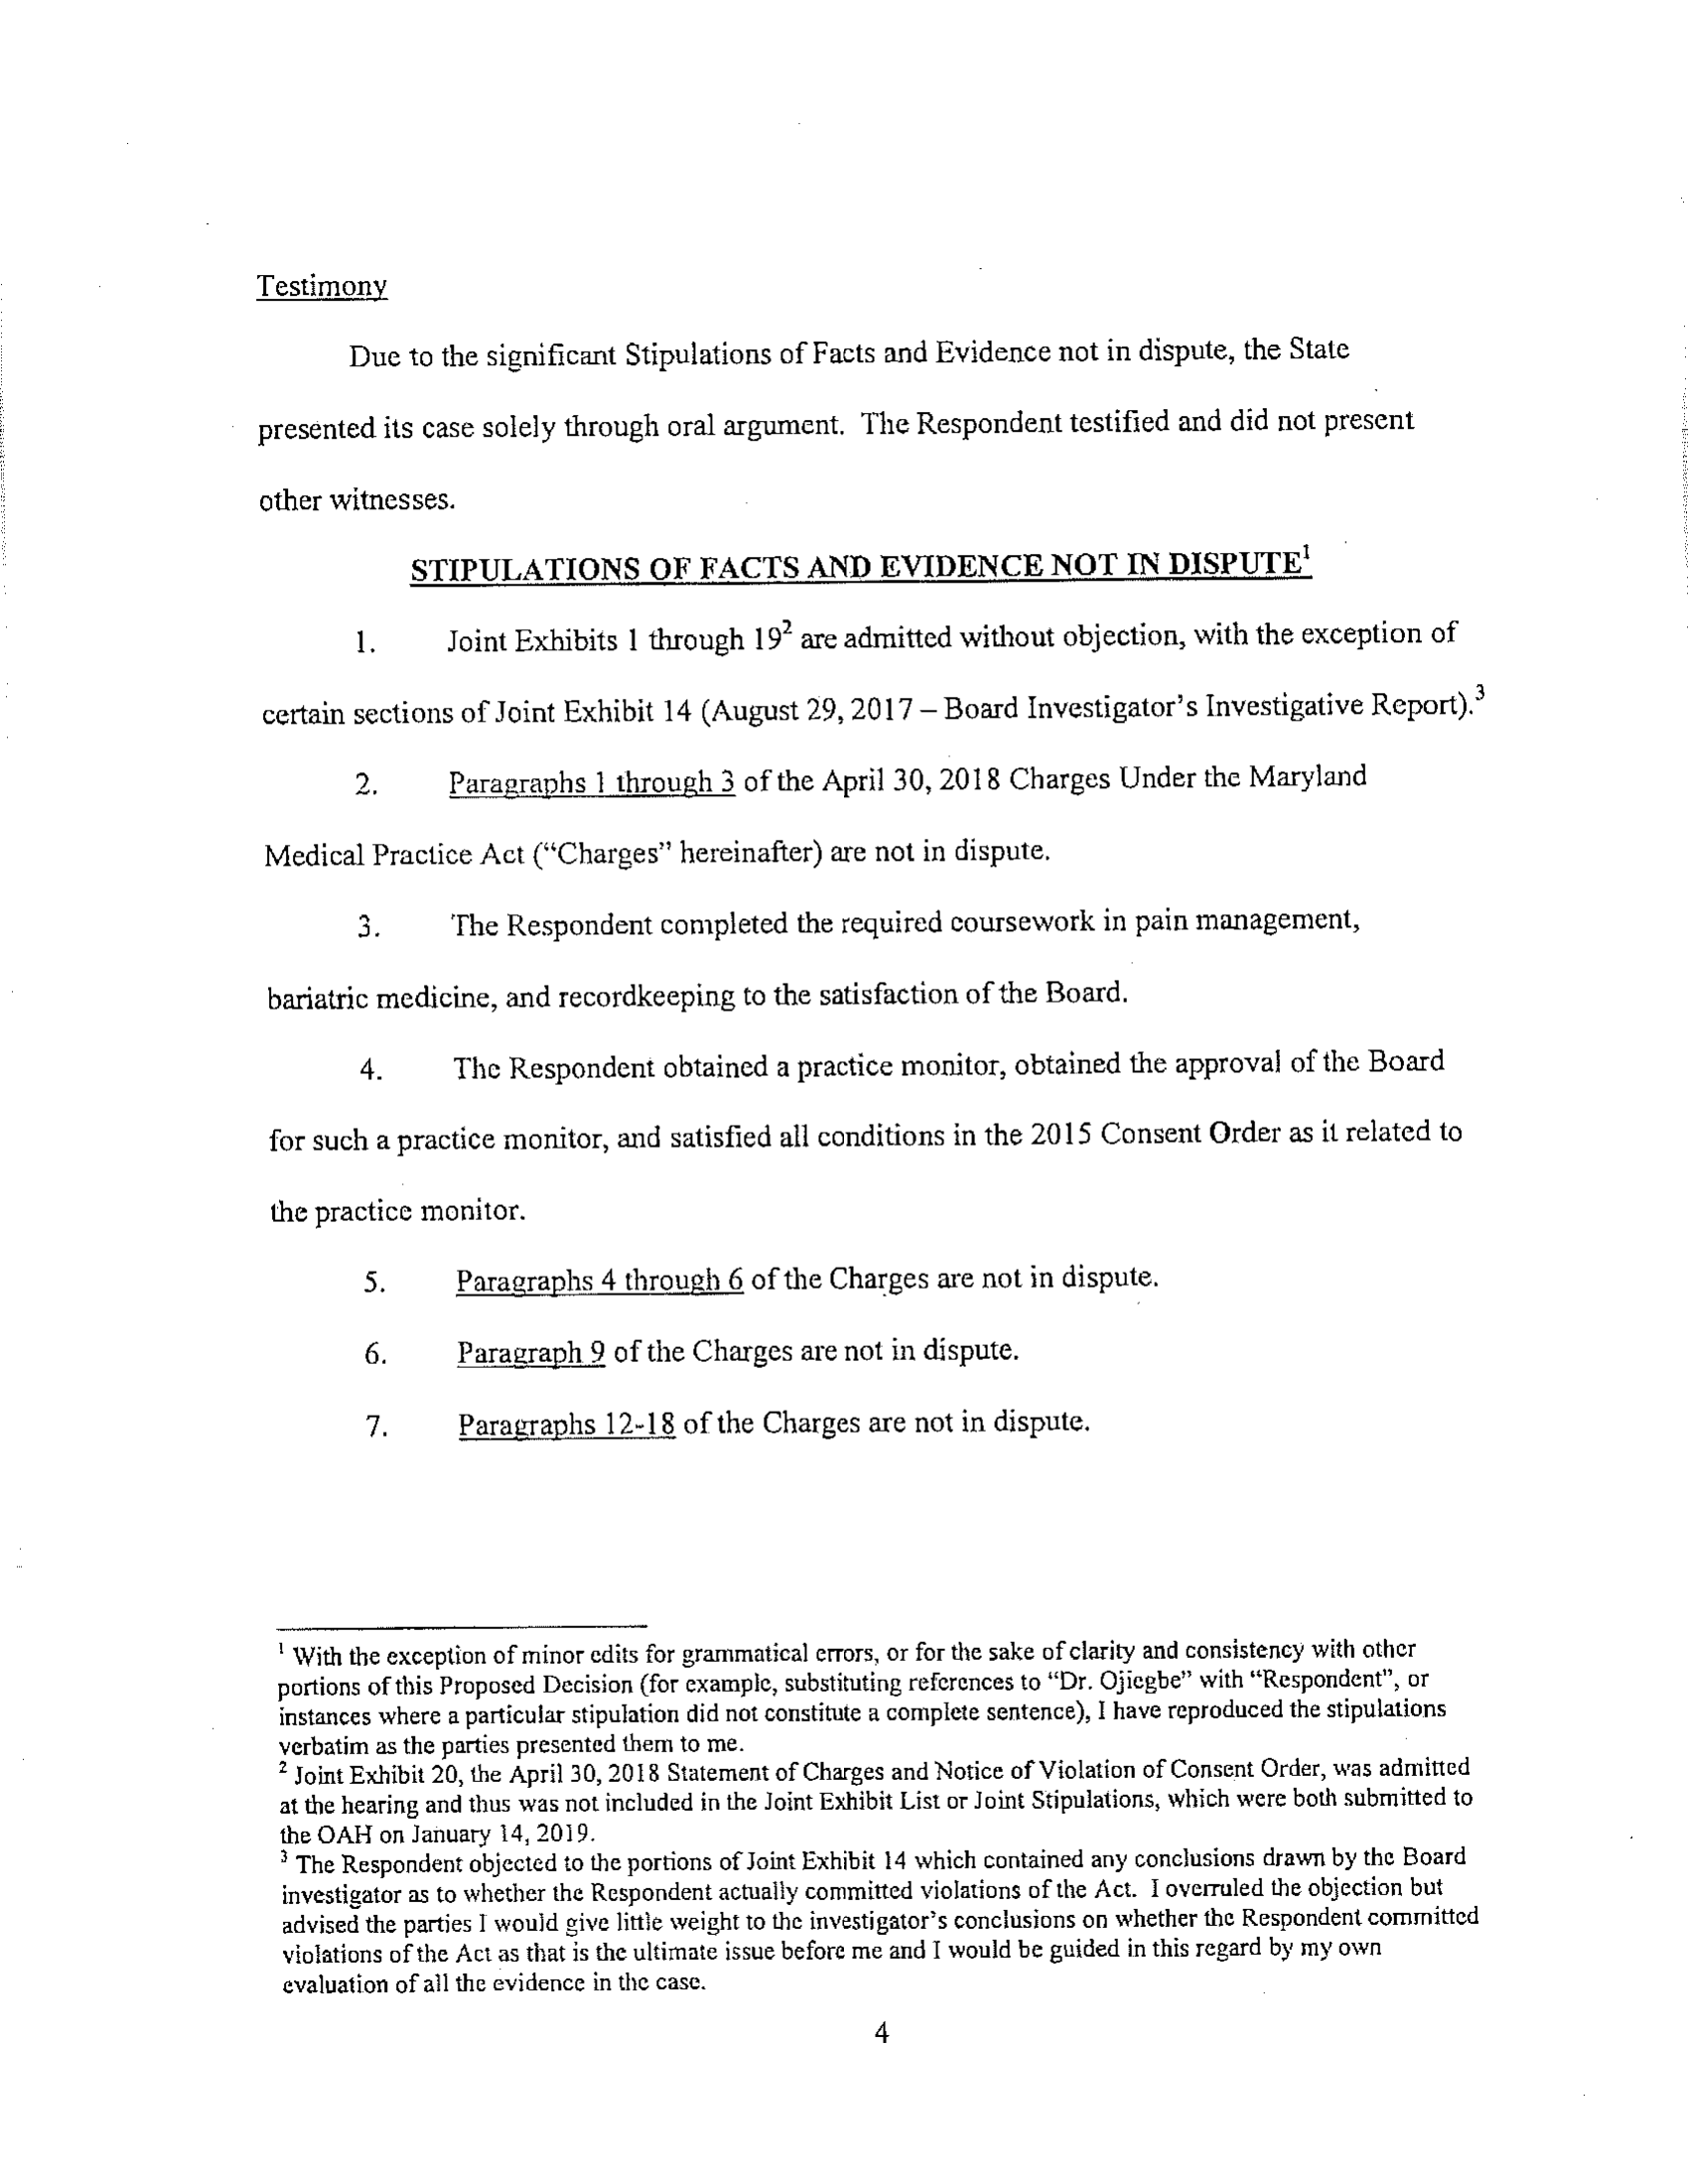 Testimony
Due to the significant Stipulations of Facts and Evidence not in dispute, the State
presented its case solely through oral argument. The Respondent testified and did not present
other witnesses.
STIPULATIONS OF FACTS AND EVIDENCE NOT IN DISPUTE¹
1. Joint Exhibits 1 through 19² are admitted without objection, with the exception of
certain sections of Joint Exhibit 14 (August 29, 2017 – Board Investigator's Investigative Report).³
2. Paragraphs 1 through 3 of the April 30, 2018 Charges Under the Maryland
Medical Practice Act ("Charges" hereinafter) are not in dispute.
3. The Respondent completed the required coursework in pain management,
bariatric medicine, and recordkeeping to the satisfaction of the Board.
4. The Respondent obtained a practice monitor, obtained the approval of the Board
for such a practice monitor, and satisfied all conditions in the 2015 Consent Order as it related to
the practice monitor.
5. Paragraphs 4 through 6 of the Charges are not in dispute.
6. Paragraph 9 of the Charges are not in dispute.
7. Paragraphs 12-18 of the Charges are not in dispute.
¹ With the exception of minor edits for grammatical errors, or for the sake of clarity and consistency with other
portions of this Proposed Decision (for example, substituting references to "Dr. Ojiegbe" with "Respondent", or
instances where a particular stipulation did not constitute a complete sentence), I have reproduced the stipulations
verbatim as the parties presented them to me.
² Joint Exhibit 20, the April 30, 2018 Statement of Charges and Notice of Violation of Consent Order, was admitted
at the hearing and thus was not included in the Joint Exhibit List or Joint Stipulations, which were both submitted to
the OAH on January 14, 2019.
³ The Respondent objected to the portions of Joint Exhibit 14 which contained any conclusions drawn by the Board
investigator as to whether the Respondent actually committed violations of the Act. I overruled the objection but
advised the parties I would give little weight to the investigator's conclusions on whether the Respondent committed
violations of the Act as that is the ultimate issue before me and I would be guided in this regard by my own
evaluation of all the evidence in the case.
4